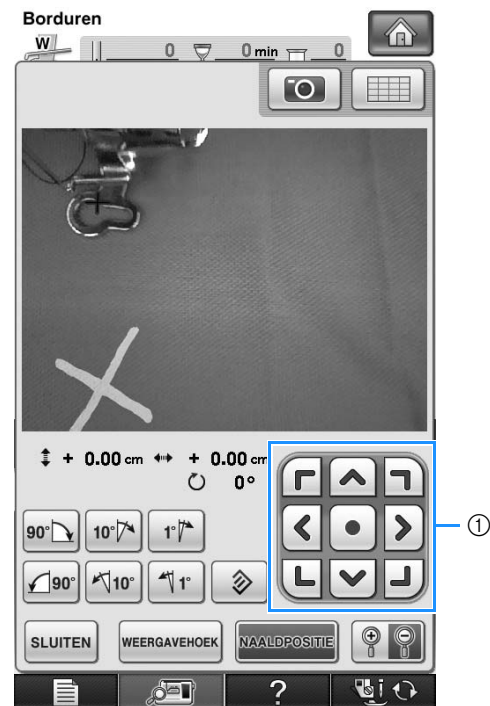 Borduren
W 0 0 min 0
+ 0.00 cm + 0.00 cm
0°
90° 10° 1°
90° 10° 1°
①
SLUITEN WEERGAVEHOEK NAALDPOSITIE
?